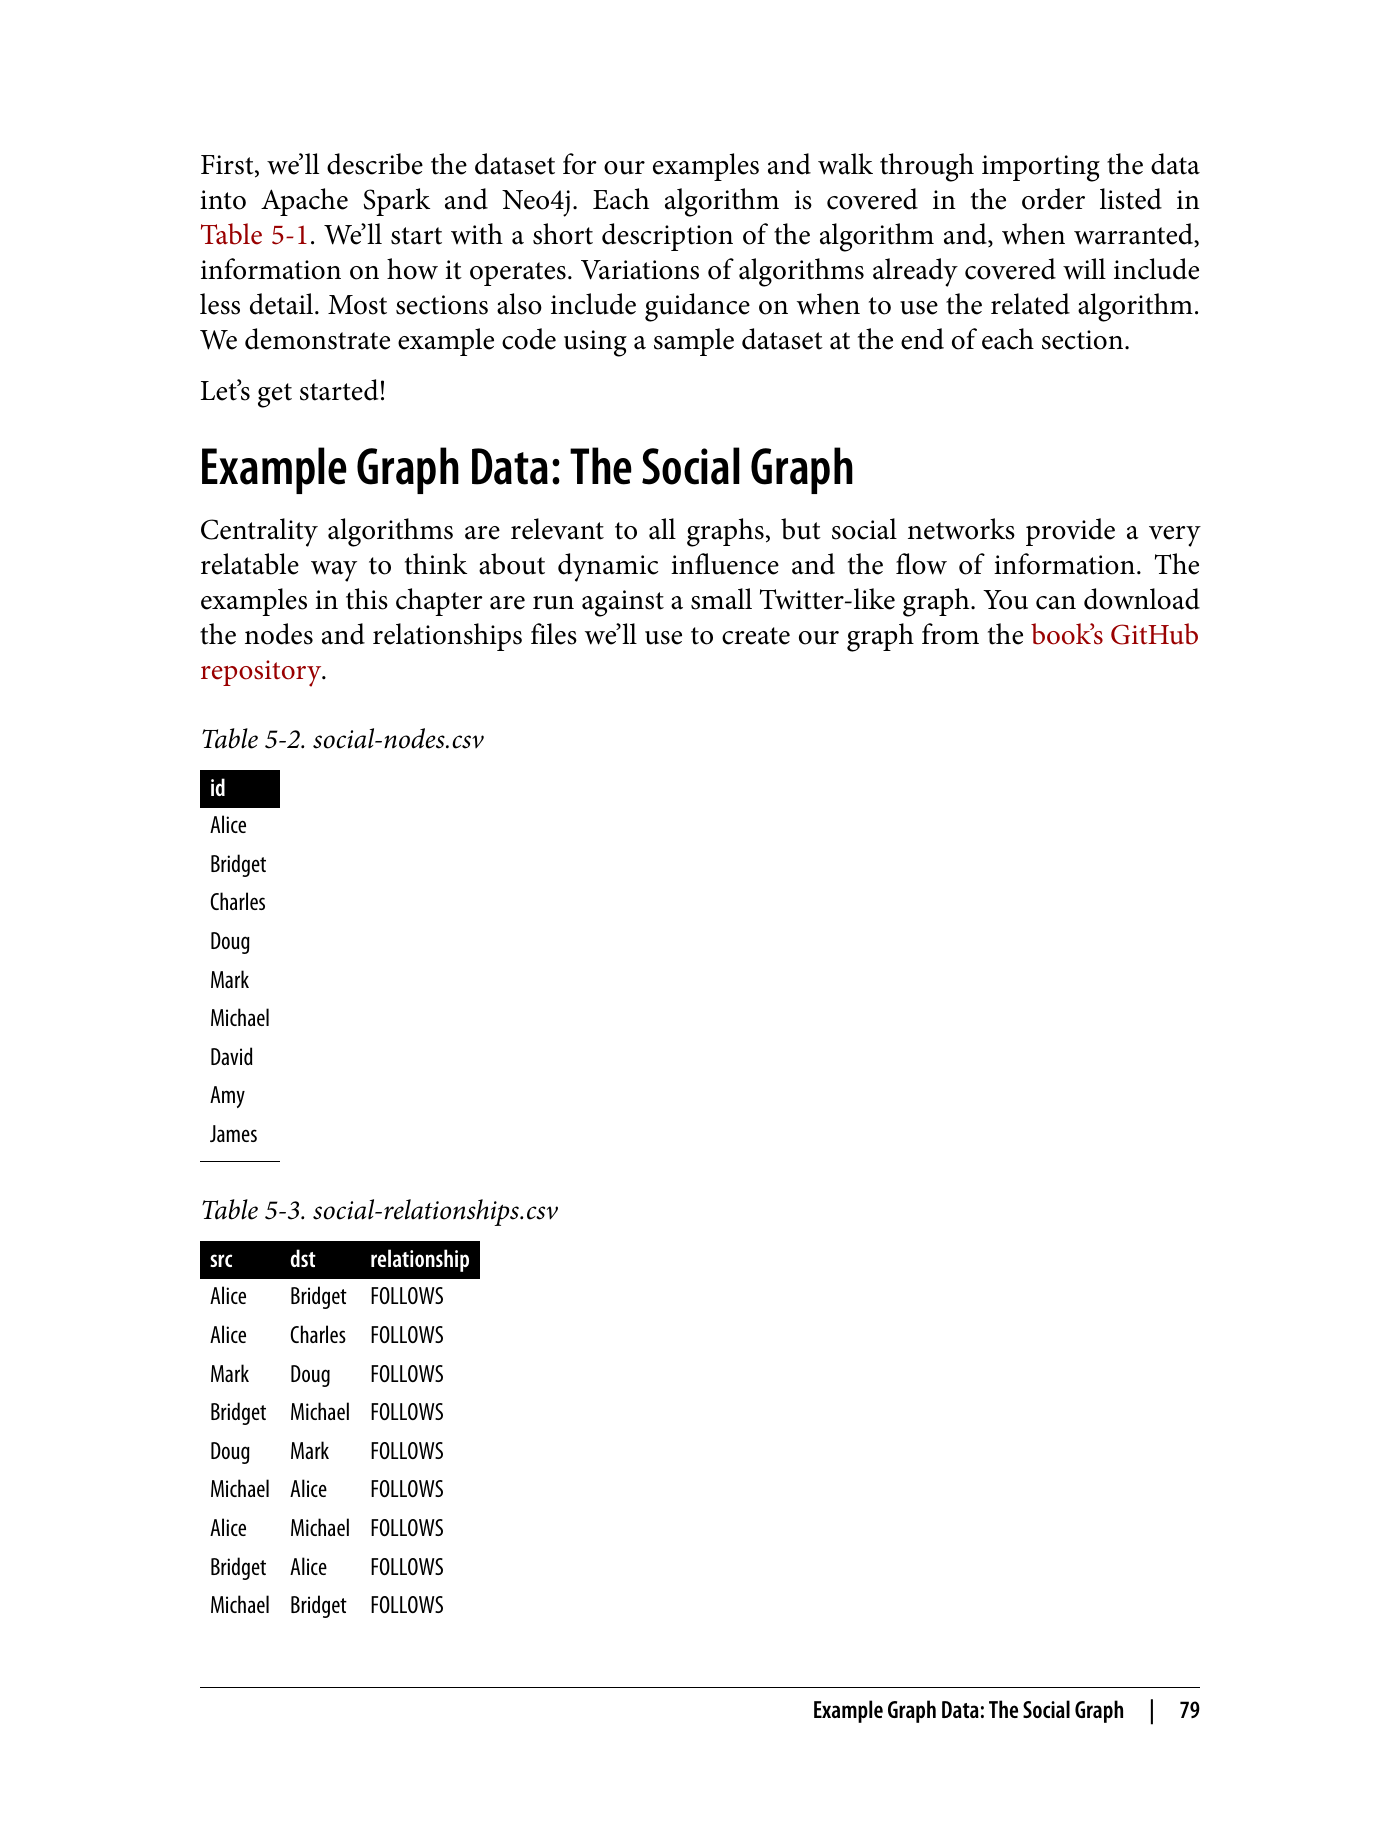 First, we’ll describe the dataset for our examples and walk through importing the data
into Apache Spark and Neo4j. Each algorithm is covered in the order listed in
Table 5-1. We’ll start with a short description of the algorithm and, when warranted,
information on how it operates. Variations of algorithms already covered will include
less detail. Most sections also include guidance on when to use the related algorithm.
We demonstrate example code using a sample dataset at the end of each section.
Let’s get started!
Example Graph Data: The Social Graph
Centrality algorithms are relevant to all graphs, but social networks provide a very
relatable way to think about dynamic influence and the flow of information. The
examples in this chapter are run against a small Twitter-like graph. You can download
the nodes and relationships files we’ll use to create our graph from the book’s GitHub
repository.
Table 5-2. social-nodes.csv
id
Alice
Bridget
Charles
Doug
Mark
Michael
David
Amy
James
Table 5-3. social-relationships.csv
src dst relationship
Alice Bridget FOLLOWS
Alice Charles FOLLOWS
Mark Doug FOLLOWS
Bridget Michael FOLLOWS
Doug Mark FOLLOWS
Michael Alice FOLLOWS
Alice Michael FOLLOWS
Bridget Alice FOLLOWS
Michael Bridget FOLLOWS
Example Graph Data: The Social Graph | 79